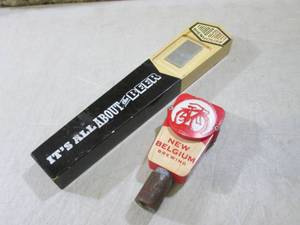 IT'S ALL ABOUT the BEER
NEW
BELGIUM
BREWING